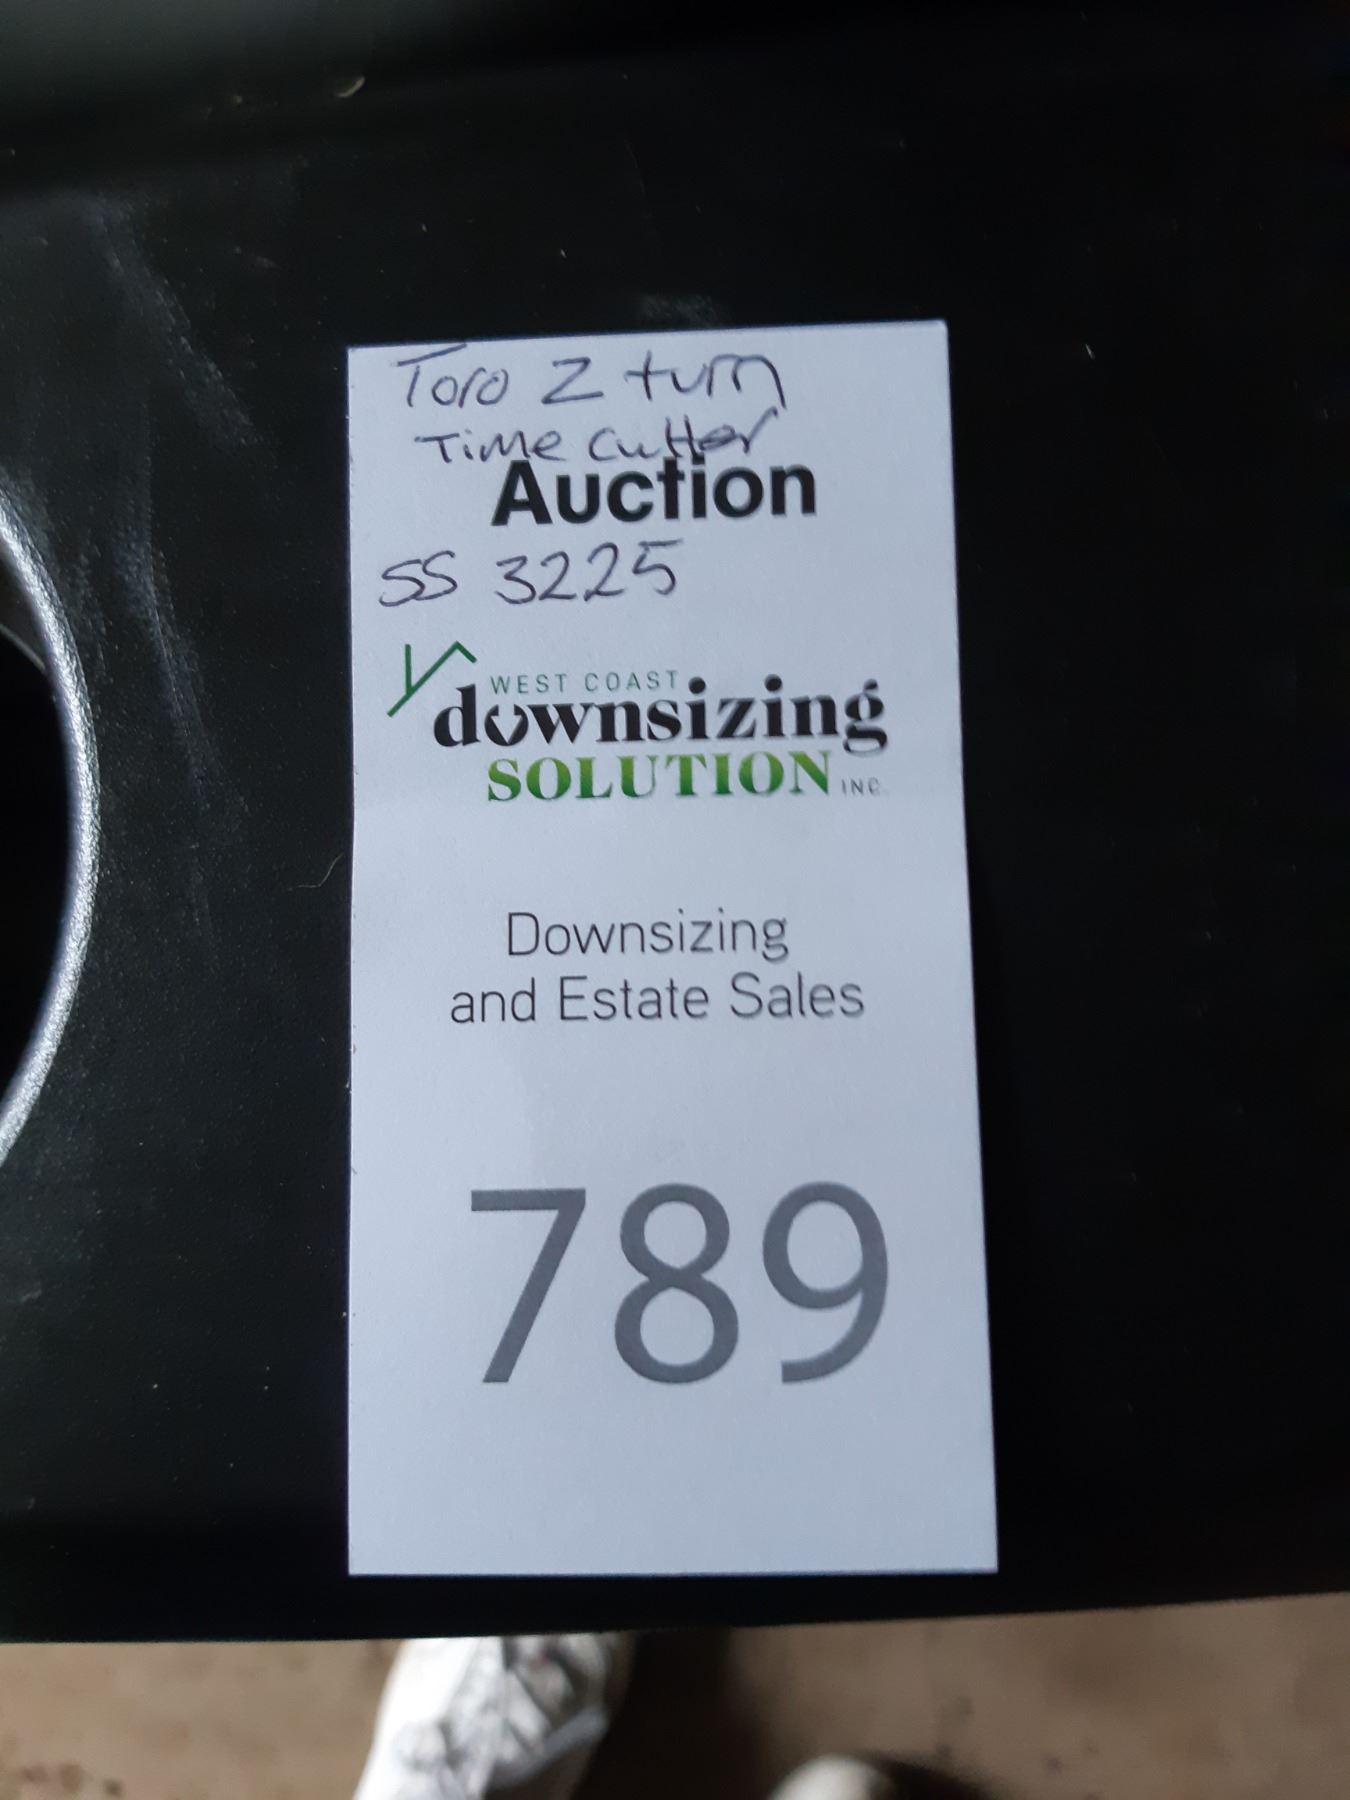 Toro Z turn
Time Cutter
Auction
SS 3225
WEST COAST
downsizing
SOLUTION INC.
Downsizing
and Estate Sales
789